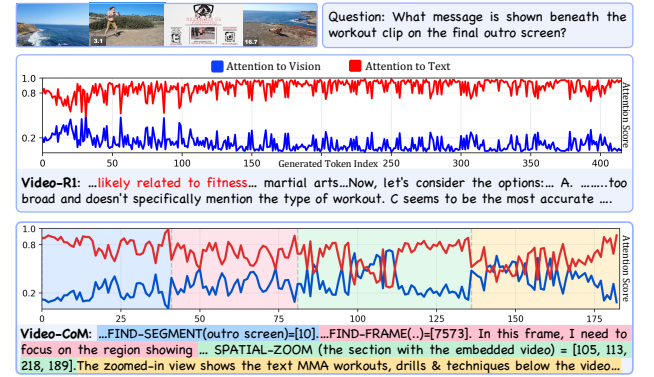 Question: What message is shown beneath the
workout clip on the final outro screen?
3.1
16.7
Attention to Vision
Attention to Text
1.0
0.8
0.2
0 50 100 150 200 250 300 350 400
Generated Token Index
Attention Score
Video-R1: ...likely related to fitness... martial arts...Now, let's consider the options:... A. ........too
broad and doesn't specifically mention the type of workout. C seems to be the most accurate ....
1.0
0.8
0.2
0 25 50 75 100 125 150 175
Attention Score
Video-CoM: ...FIND-SEGMENT(outro screen)=[10]....FIND-FRAME(..)=[7573]. In this frame, I need to
focus on the region showing ... SPATIAL-ZOOM (the section with the embedded video) = [105, 113,
218, 189].The zoomed-in view shows the text MMA workouts, drills & techniques below the video...